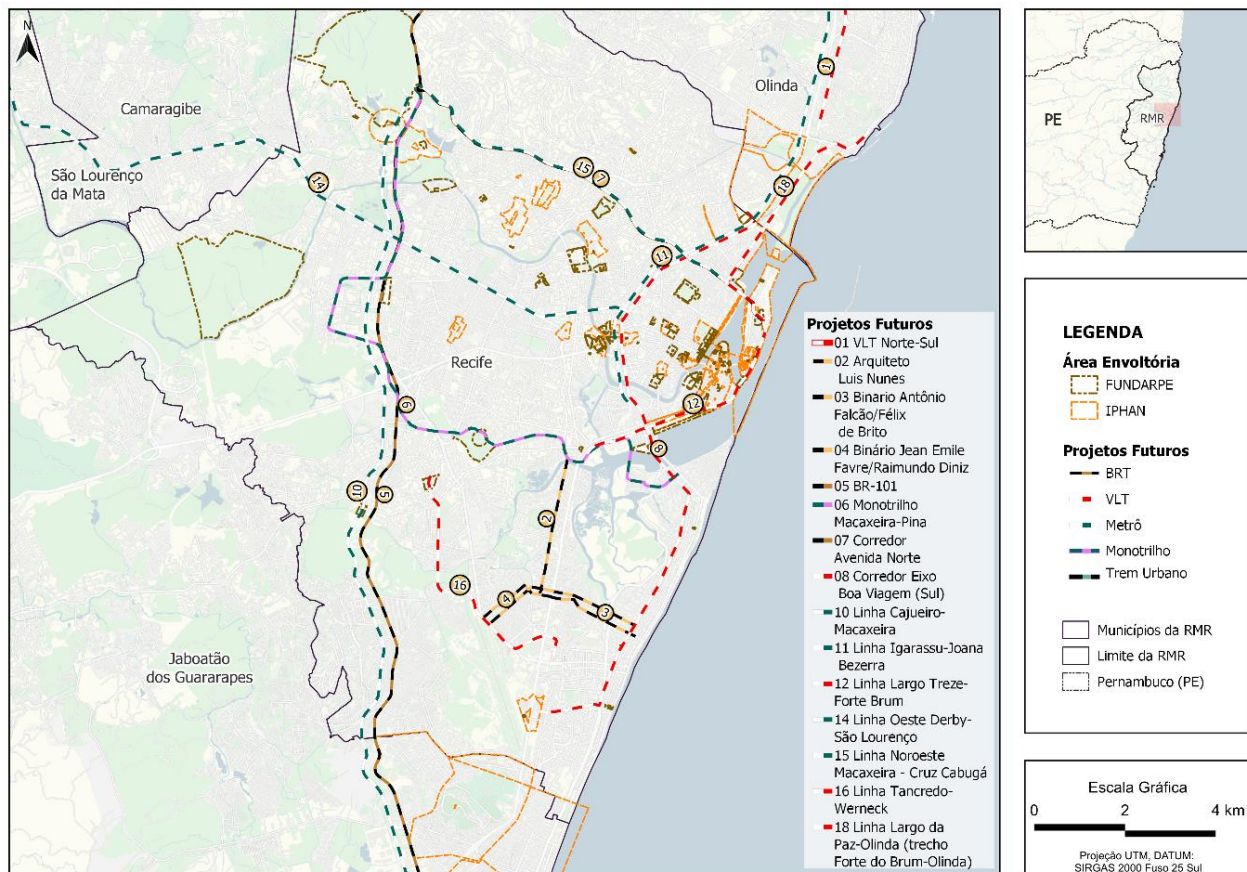 N
Olinda
Camaragibe
São Lourenço
da Mata
Recife
Jaboatão
dos Guararapes
1
15
7
18
14
11
12
6
8
10
5
2
16
4
3
Projetos Futuros
01 VLT Norte-Sul
02 Arquiteto
Luis Nunes
03 Binario Antônio
Falcão/Félix
de Brito
04 Binário Jean Emile
Favre/Raimundo Diniz
05 BR-101
06 Monotrilho
Macaxeira-Pina
07 Corredor
Avenida Norte
08 Corredor Eixo
Boa Viagem (Sul)
10 Linha Cajueiro-
Macaxeira
11 Linha Igarassu-Joana
Bezerra
12 Linha Largo Treze-
Forte Brum
14 Linha Oeste Derby-
São Lourenço
15 Linha Noroeste
Macaxeira - Cruz Cabugá
16 Linha Tancredo-
Werneck
18 Linha Largo da
Paz-Olinda (trecho
Forte do Brum-Olinda)
PE
RMR
LEGENDA
Área Envoltória
FUNDARPE
IPHAN
Projetos Futuros
BRT
VLT
Metrô
Monotrilho
Trem Urbano
Municípios da RMR
Limite da RMR
Pernambuco (PE)
Escala Gráfica
0 2 4 km
Projeção UTM, DATUM:
SIRGAS 2000 Fuso 25 Sul